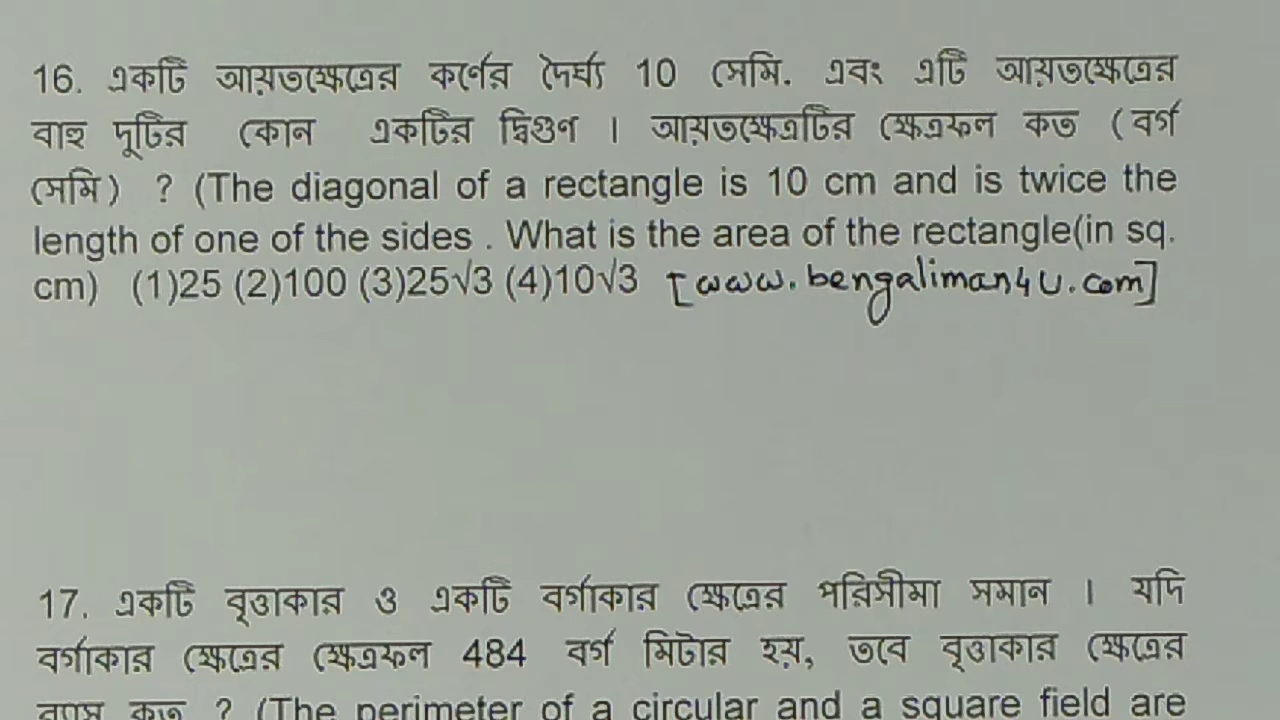 16. একটি আয়তক্ষেত্রের কর্ণের দৈর্ঘ্য 10 সেমি. এবং এটি আয়তক্ষেত্রের
বাহু দুটির কোন একটির দ্বিগুণ । আয়তক্ষেত্রটির ক্ষেত্রফল কত ( বর্গ
সেমি) ? (The diagonal of a rectangle is 10 cm and is twice the
length of one of the sides . What is the area of the rectangle(in sq.
cm) (1)25 (2)100 (3)25√3 (4)10√3 [www.bengaliman4u.com]
17. একটি বৃত্তাকার ও একটি বর্গাকার ক্ষেত্রের পরিসীমা সমান । যদি
বর্গাকার ক্ষেত্রের ক্ষেত্রফল 484 বর্গ মিটার হয়, তবে বৃত্তাকার ক্ষেত্রের
ব্যাস কত ? (The perimeter of a circular and a square field are